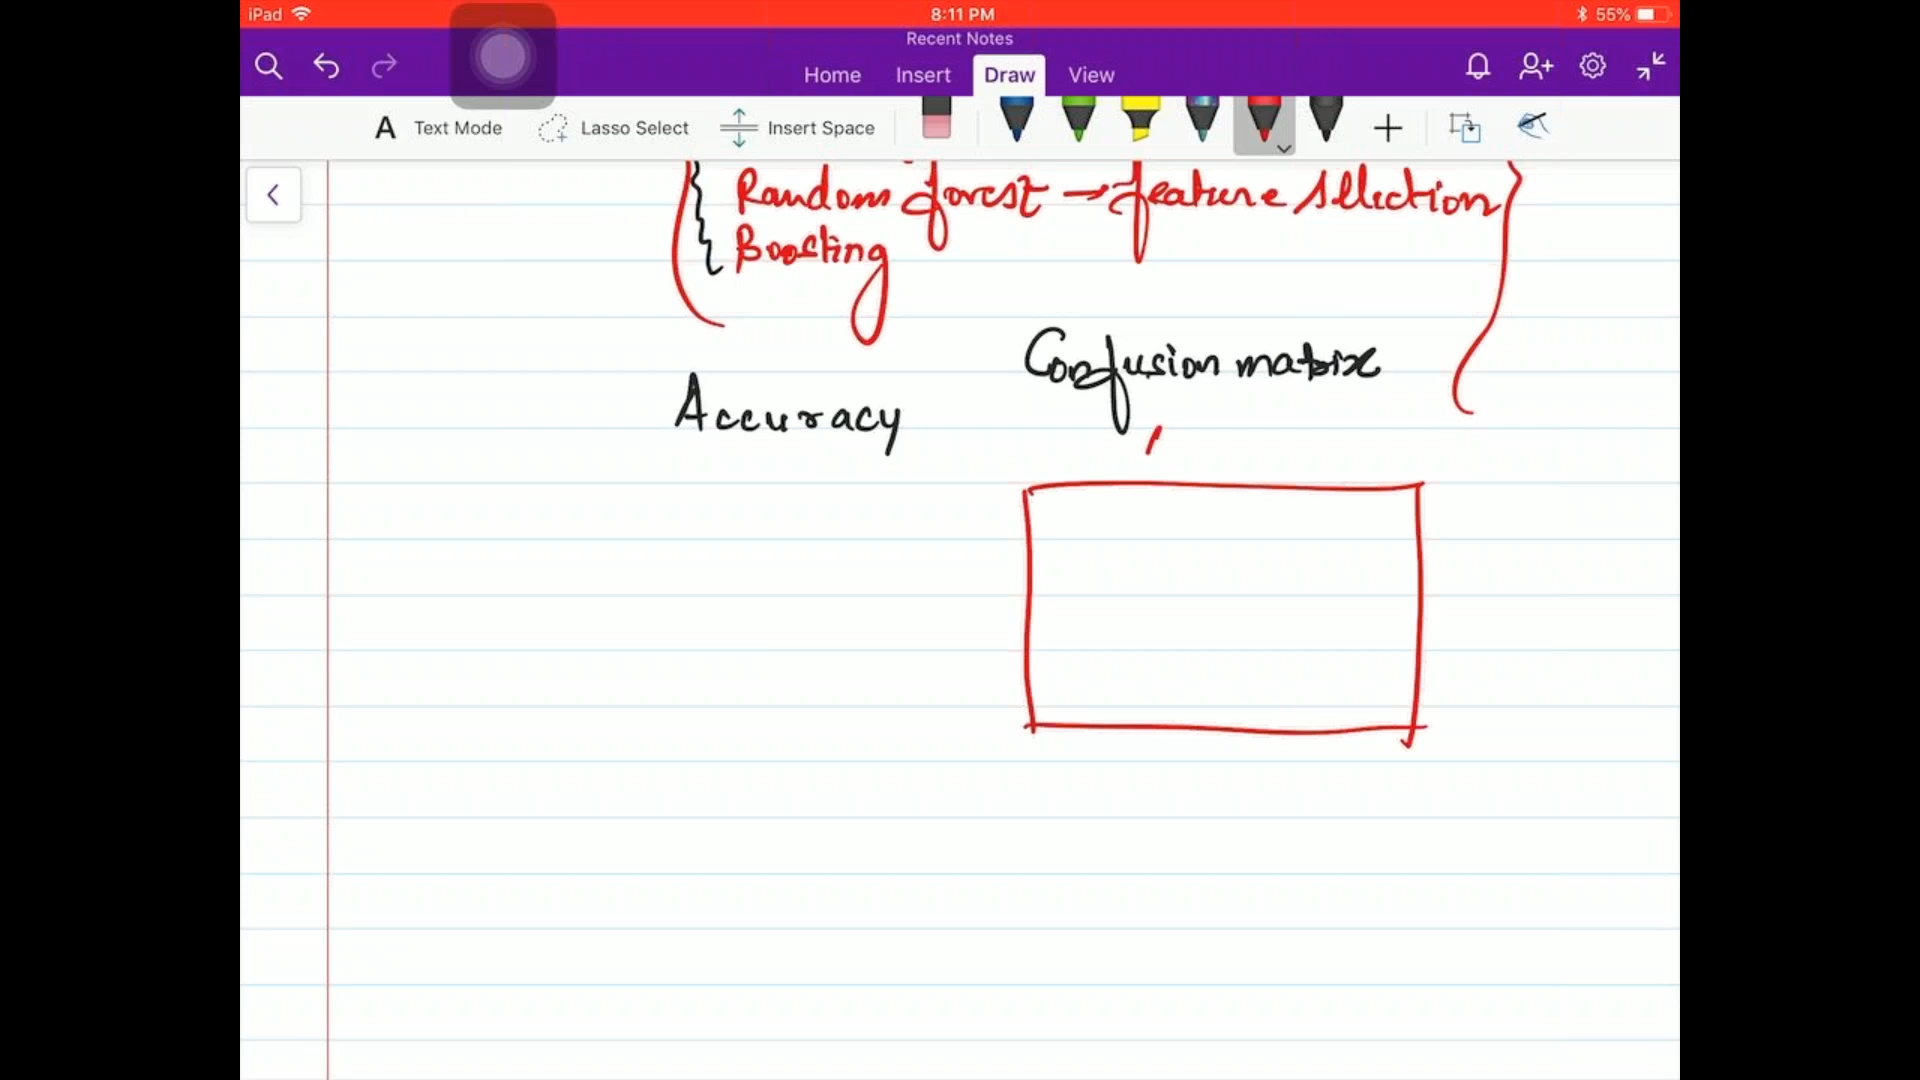 iPad 8:11 PM 55%
Recent Notes
Home Insert Draw View
A Text Mode Lasso Select Insert Space
Random forest → feature selection
Boosting
Confusion matrix
Accuracy